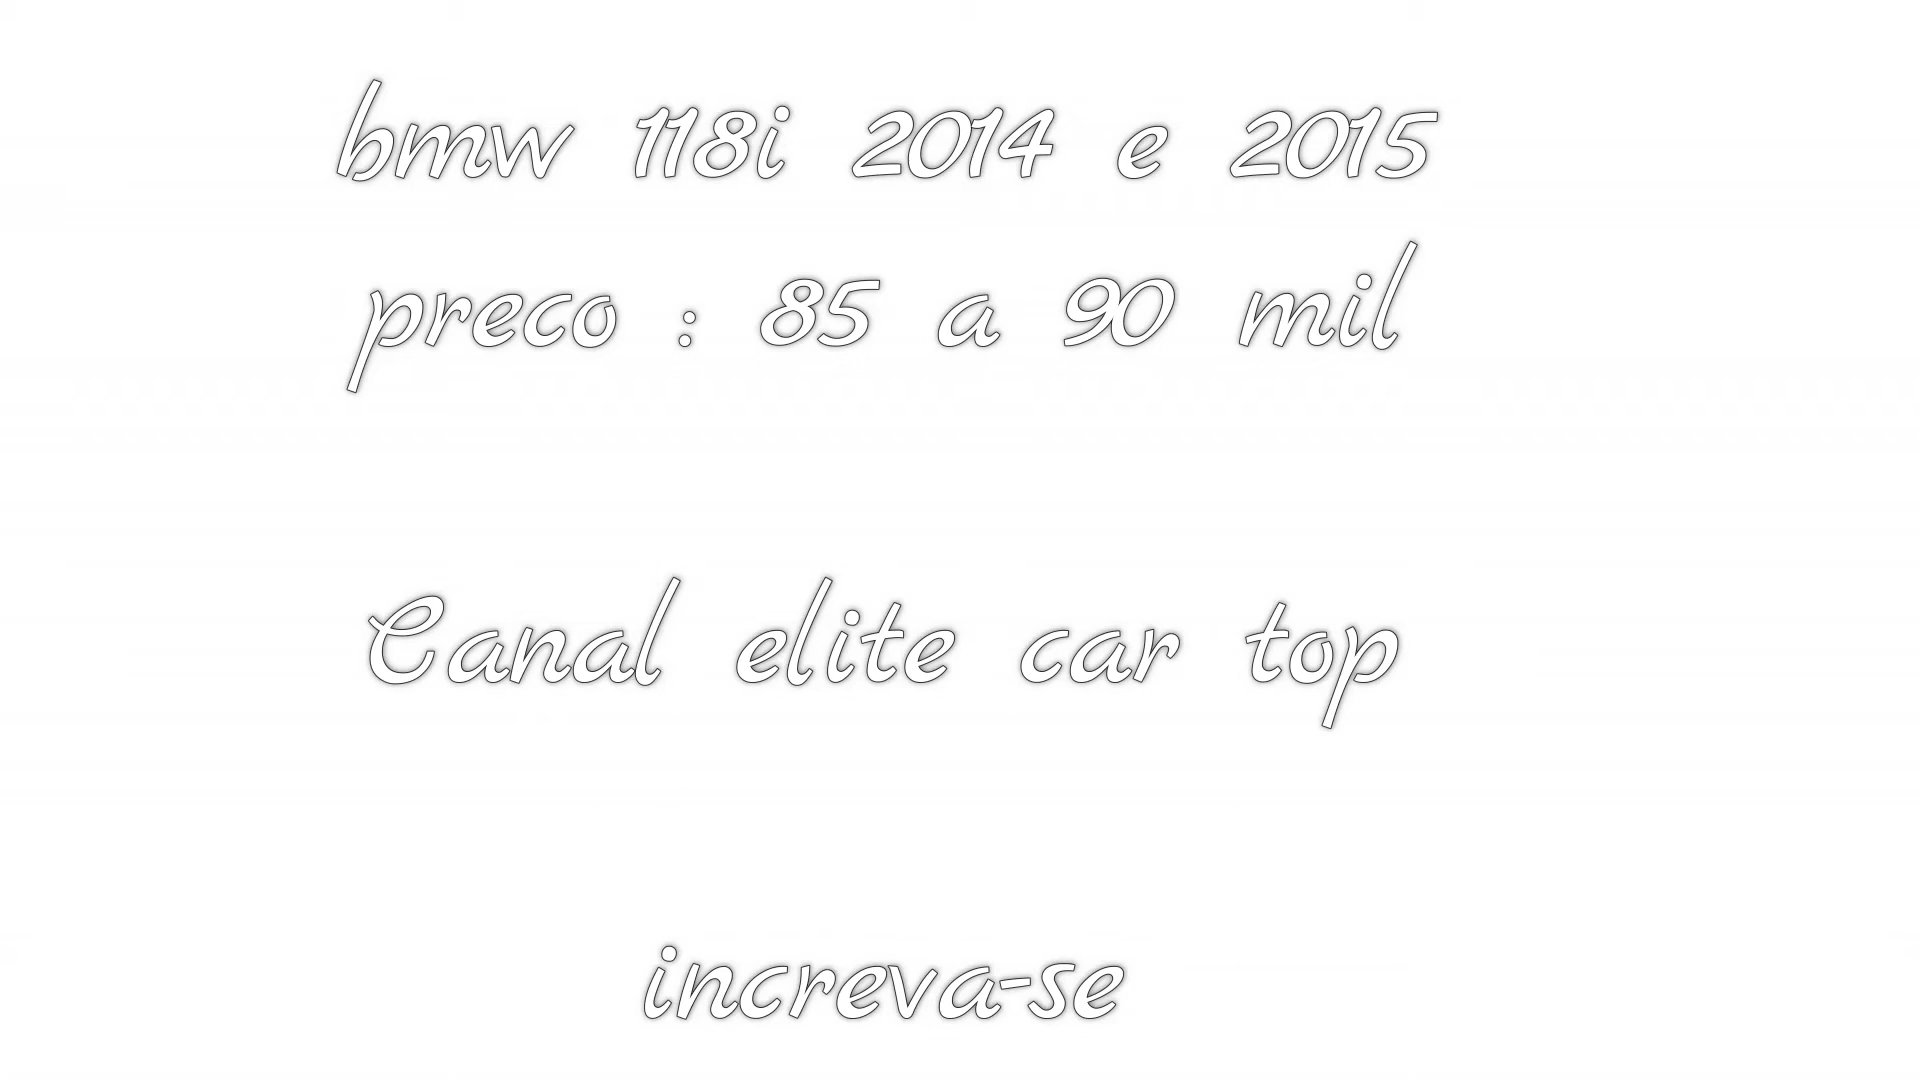 bmw 118i 2014 e 2015
preco : 85 a 90 mil
Canal elite car top
increva-se